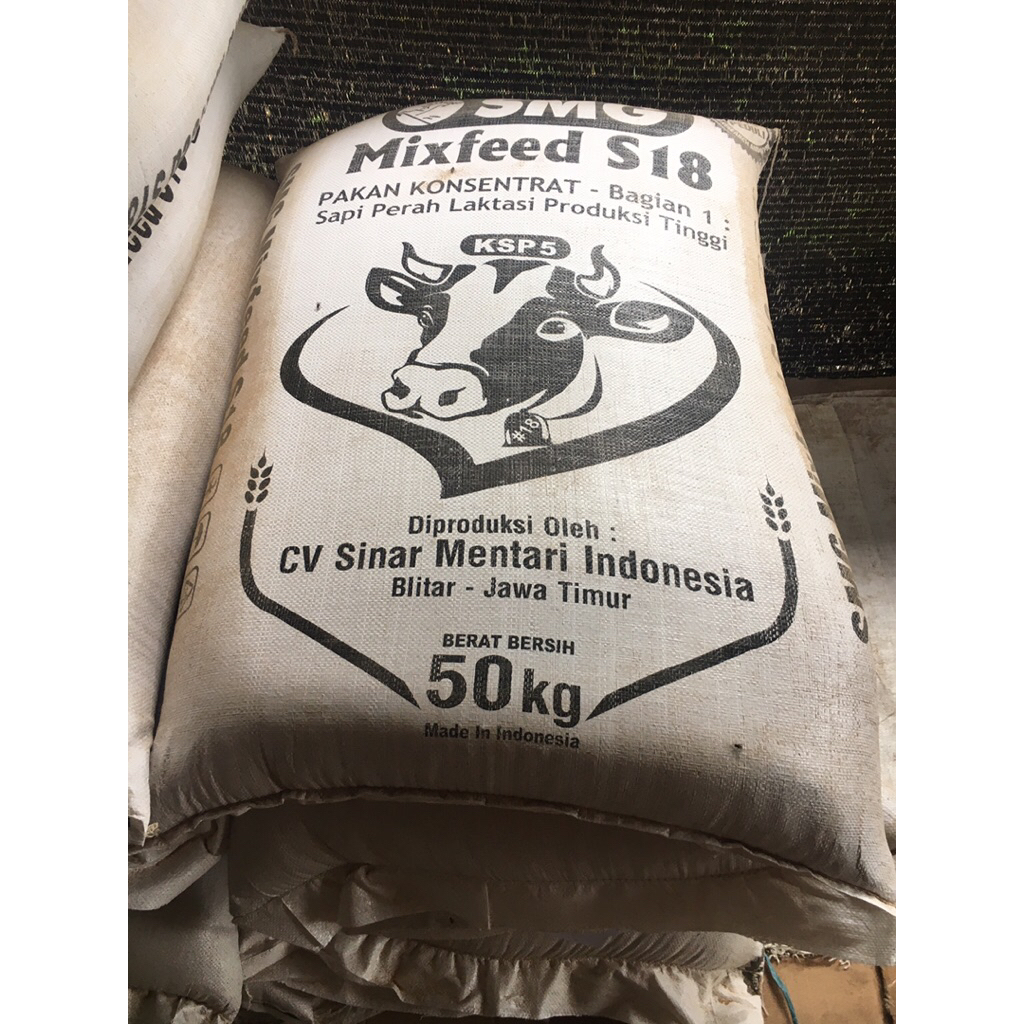 SMG
Mixfeed S18
PAKAN KONSENTRAT - Bagian 1 :
Sapi Perah Laktasi Produksi Tinggi
KSP5
#18
Diproduksi Oleh :
CV Sinar Mentari Indonesia
Blitar - Jawa Timur
BERAT BERSIH
50kg
Made In Indonesia